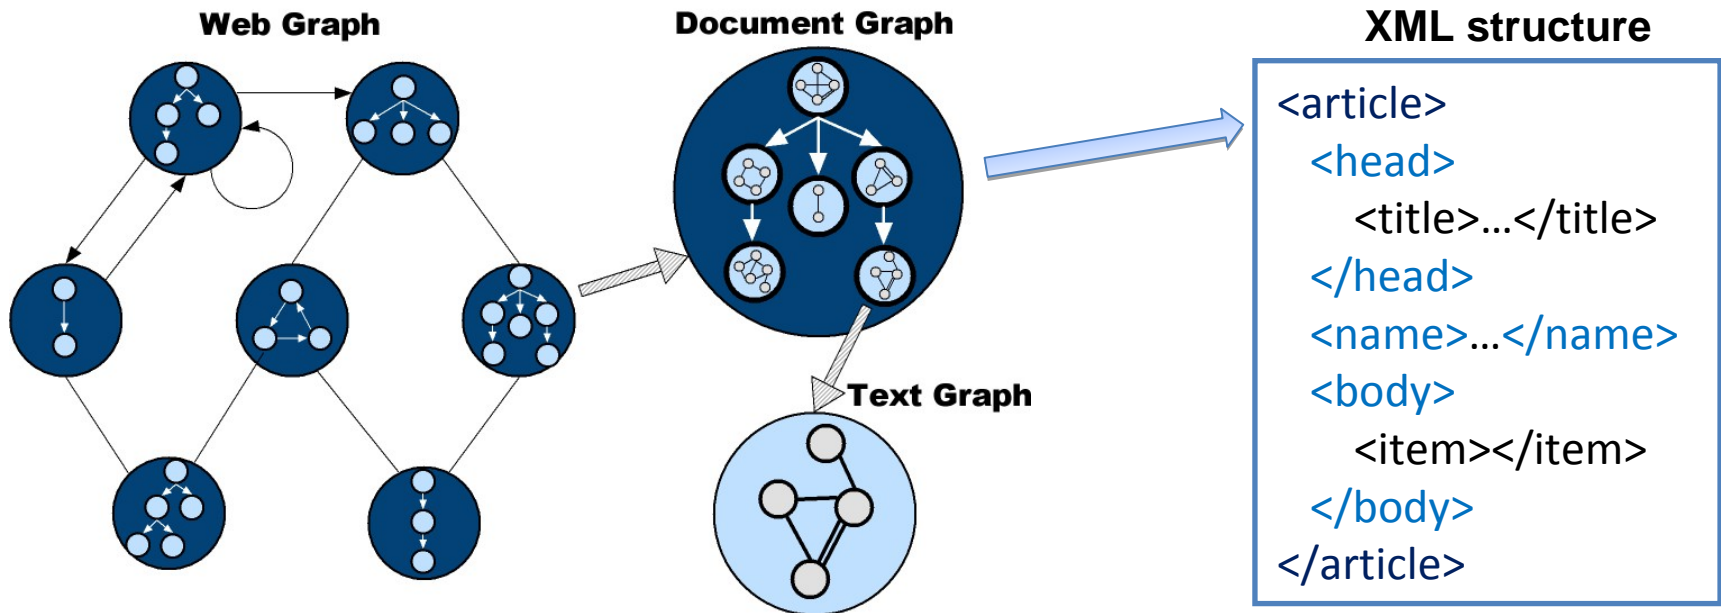 Web Graph
Document Graph
XML structure
<article>
<head>
<title>...</title>
</head>
<name>...</name>
<body>
<item></item>
</body>
</article>
Text Graph